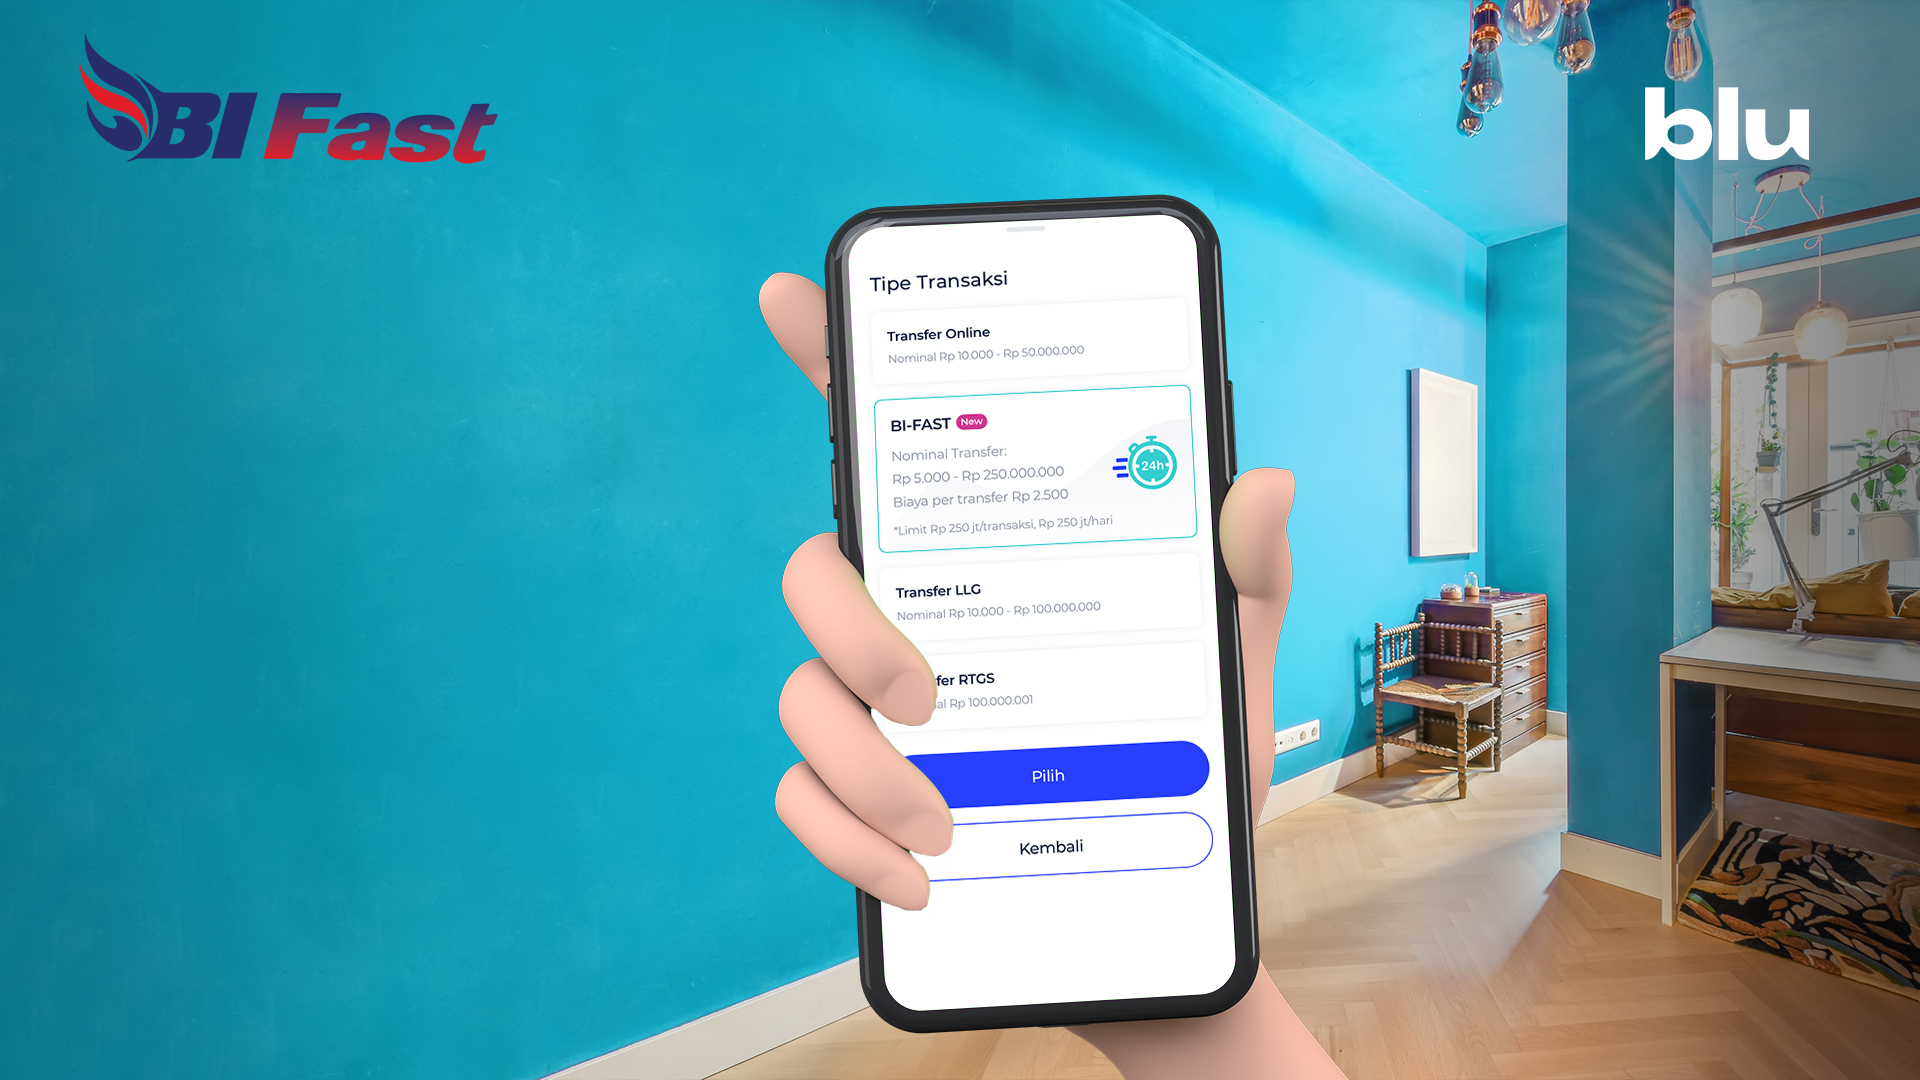 BI Fast
blu
Tipe Transaksi
Transfer Online
Nominal Rp 10.000 - Rp 50.000.000
BI-FAST New
Nominal Transfer:
Rp 5.000 - Rp 250.000.000
24h
Biaya per transfer Rp 2.500
*Limit Rp 250 jt/transaksi, Rp 250 jt/hari
Transfer LLG
Nominal Rp 10.000 - Rp 100.000.000
fer RTGS
al Rp 100.000.001
Pilih
Kembali